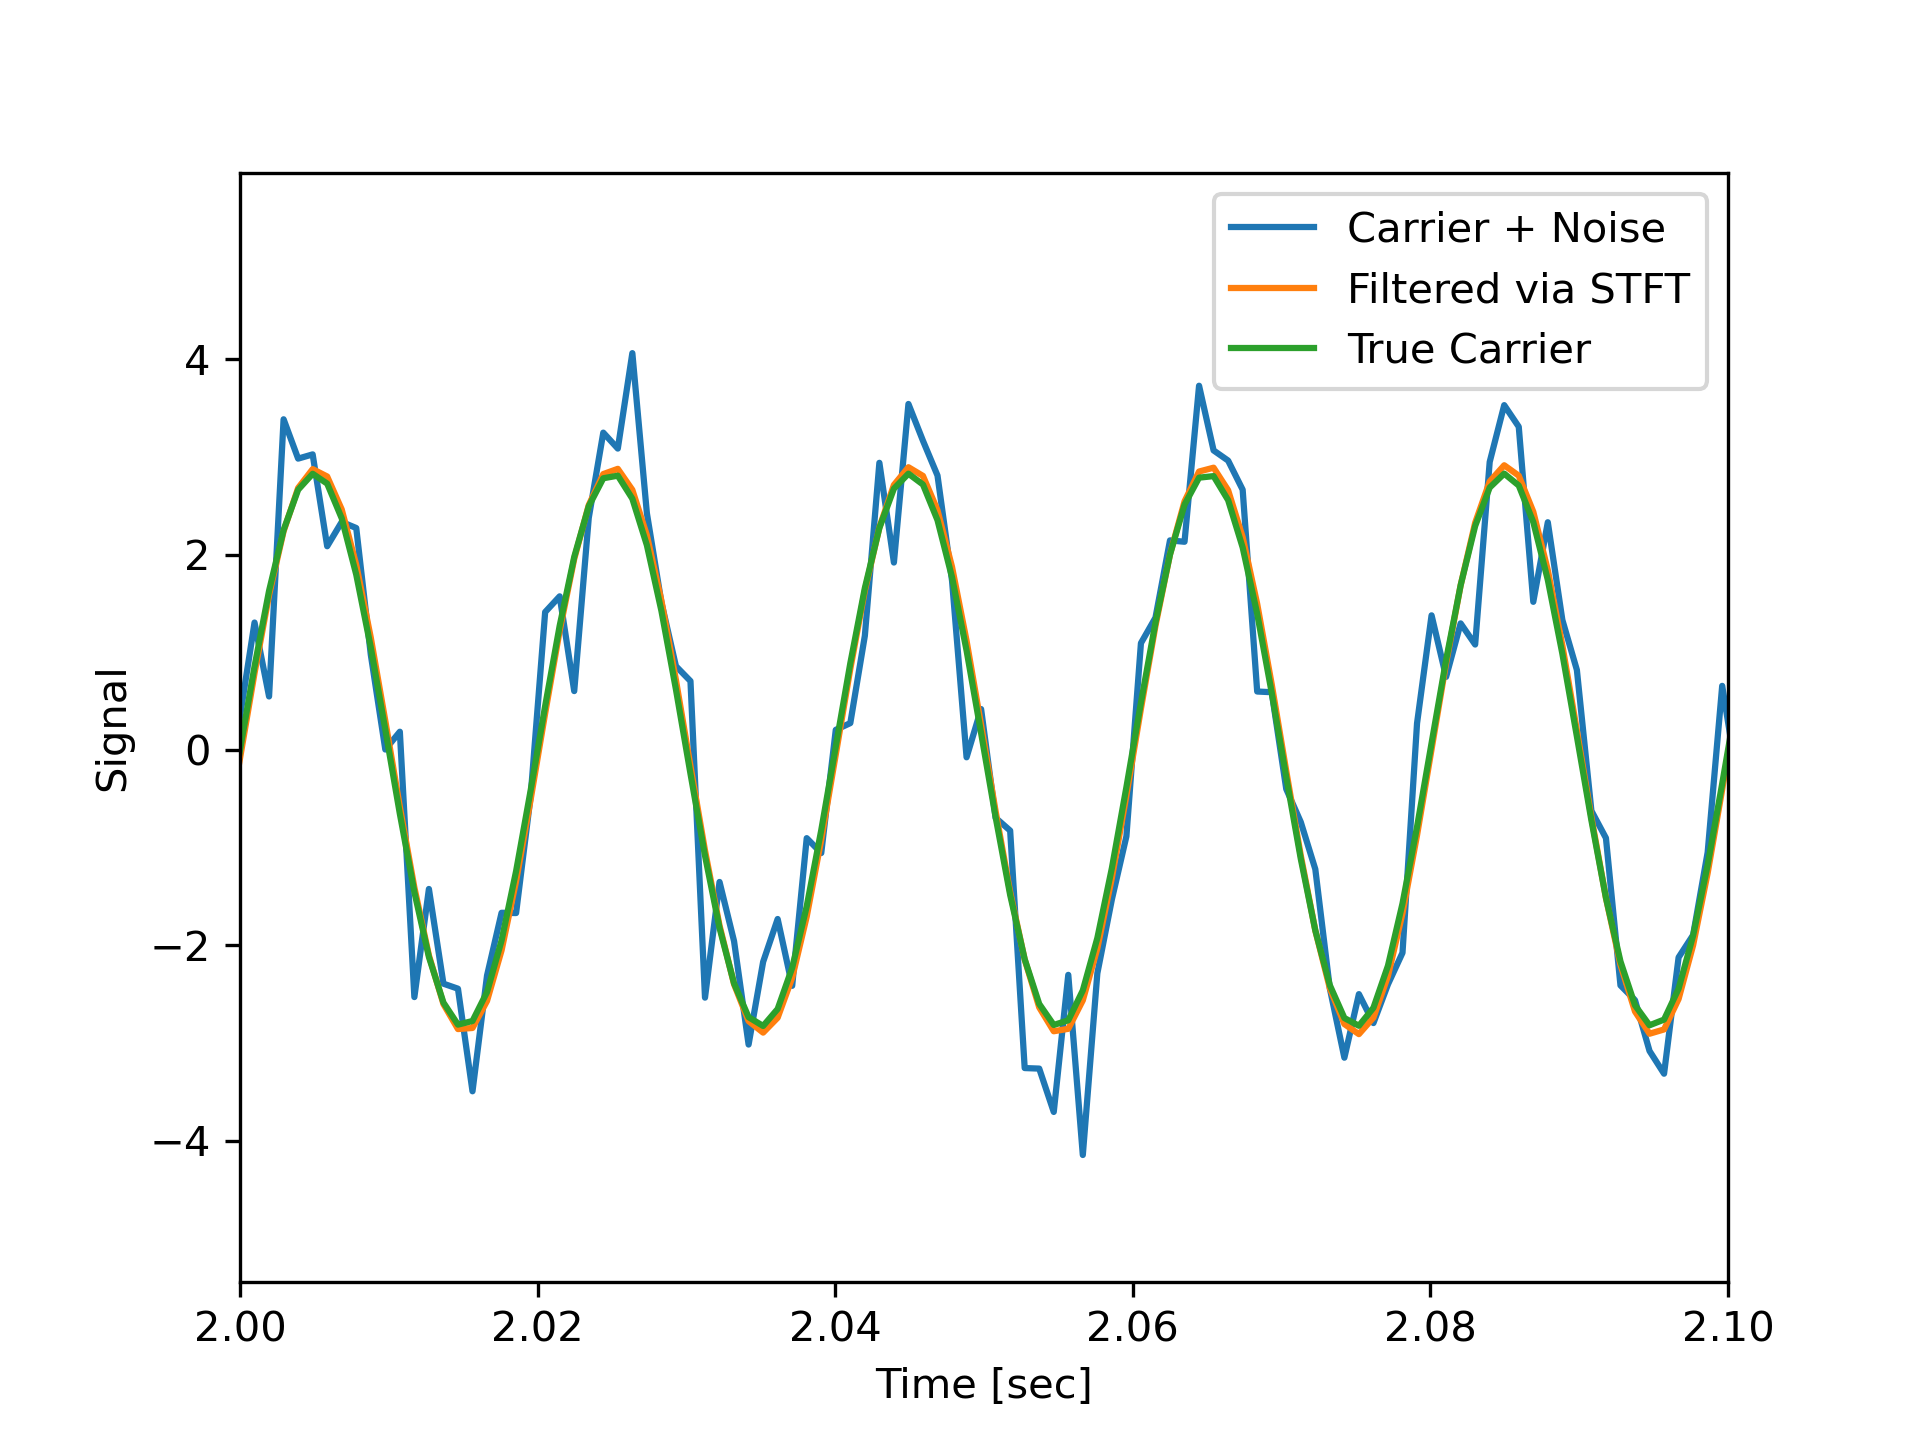 Carrier + Noise
Filtered via STFT
True Carrier
Signal
4
2
0
−2
−4
2.00 2.02 2.04 2.06 2.08 2.10
Time [sec]